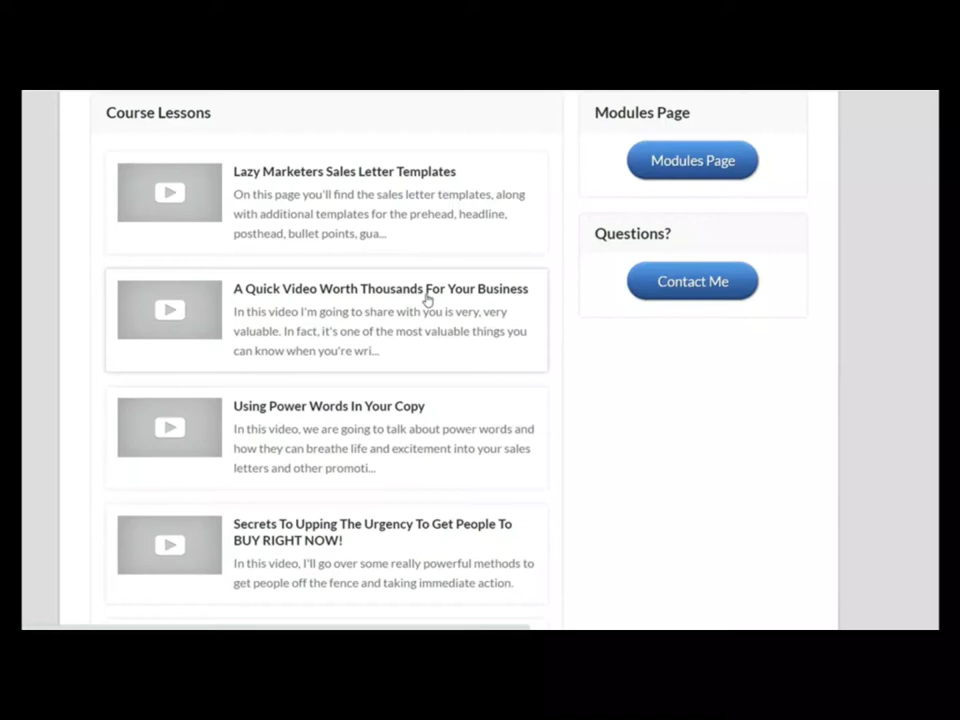 Course Lessons
Lazy Marketers Sales Letter Templates
On this page you'll find the sales letter templates, along
with additional templates for the prehead, headline,
posthead, bullet points, gua...
A Quick Video Worth Thousands For Your Business
In this video I'm going to share with you is very, very
valuable. In fact, it's one of the most valuable things you
can know when you're wri...
Using Power Words In Your Copy
In this video, we are going to talk about power words and
how they can breathe life and excitement into your sales
letters and other promoti...
Secrets To Upping The Urgency To Get People To
BUY RIGHT NOW!
In this video, I'll go over some really powerful methods to
get people off the fence and taking immediate action.
Modules Page
Modules Page
Questions?
Contact Me